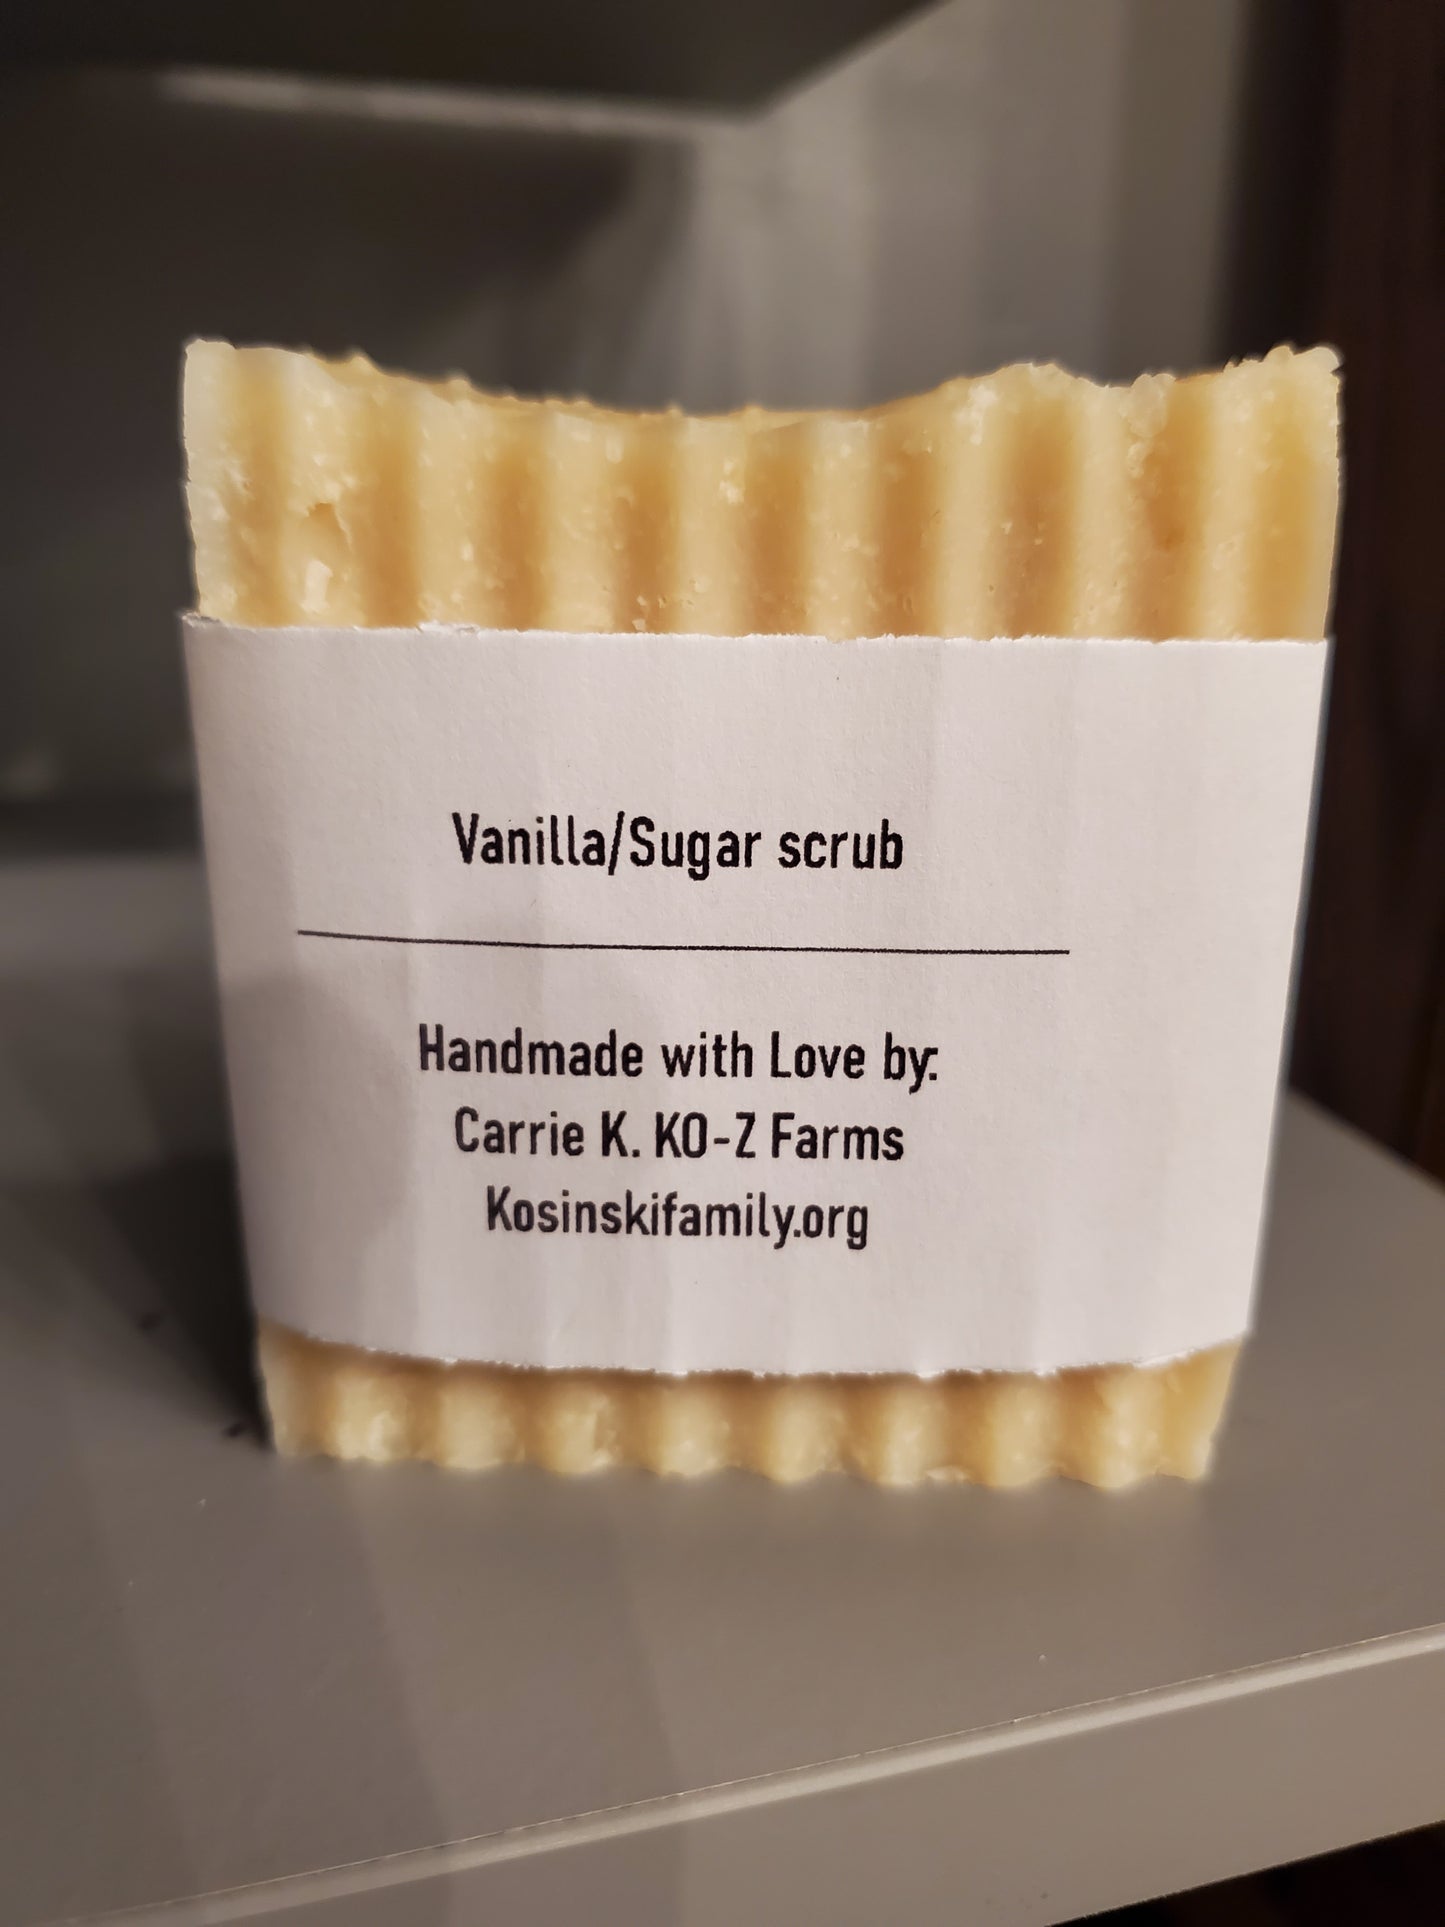 Vanilla/Sugar scrub
Handmade with Love by:
Carrie K. KO-Z Farms
Kosinskifamily.org